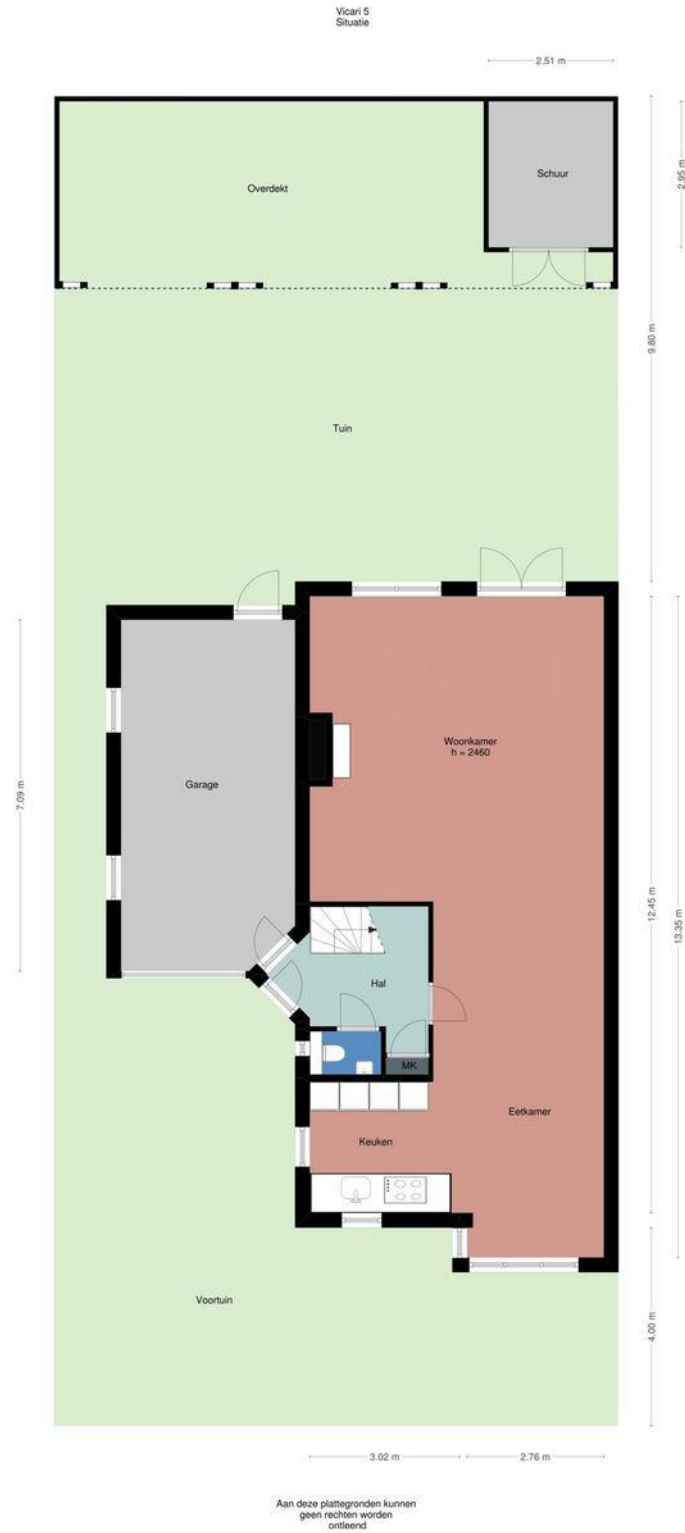 Vicari 5
Situatie
2.51 m
Overdekt
Schuur
2.95 m
9.80 m
Tuin
Woonkamer
h = 2460
Garage
7.09 m
12.45 m
13.35 m
Hal
MK
Eetkamer
Keuken
Voortuin
4.00 m
3.02 m
2.76 m
Aan deze plattegronden kunnen
geen rechten worden
ontleend